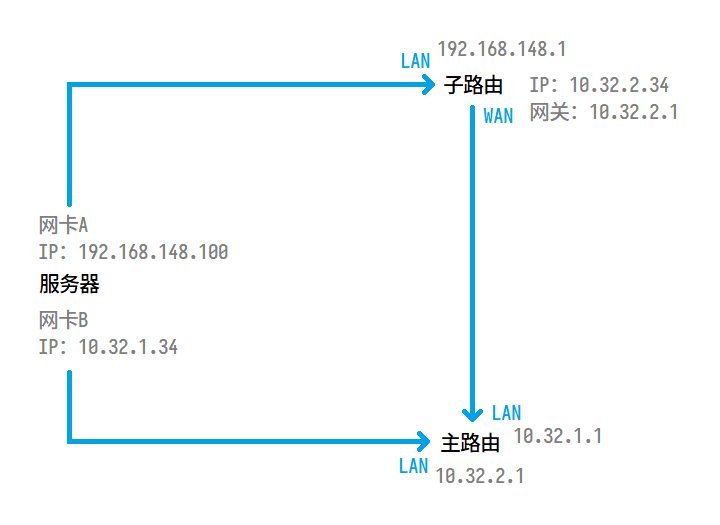 192.168.148.1
LAN
子路由
IP: 10.32.2.34
WAN
网关: 10.32.2.1
网卡A
IP: 192.168.148.100
服务器
网卡B
IP: 10.32.1.34
LAN
主路由
10.32.1.1
LAN
10.32.2.1